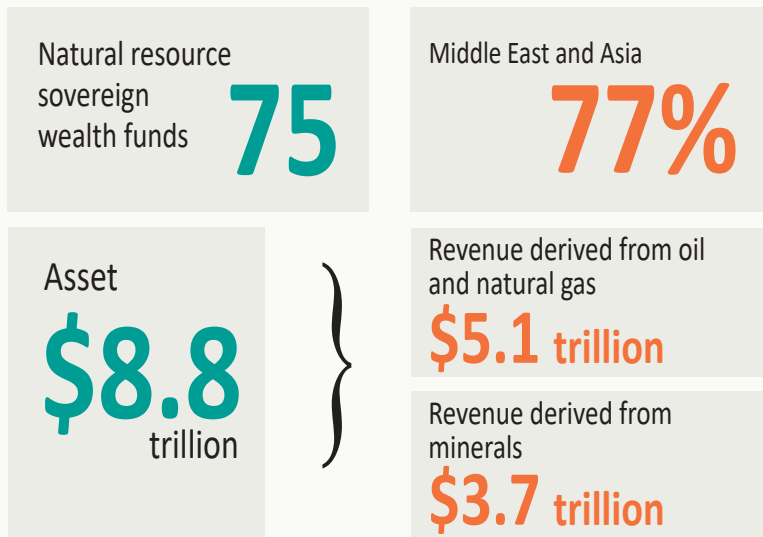 Natural resource
sovereign
wealth funds
75
Middle East and Asia
77%
Asset
$8.8
trillion
Revenue derived from oil
and natural gas
$5.1 trillion
Revenue derived from
minerals
$3.7 trillion